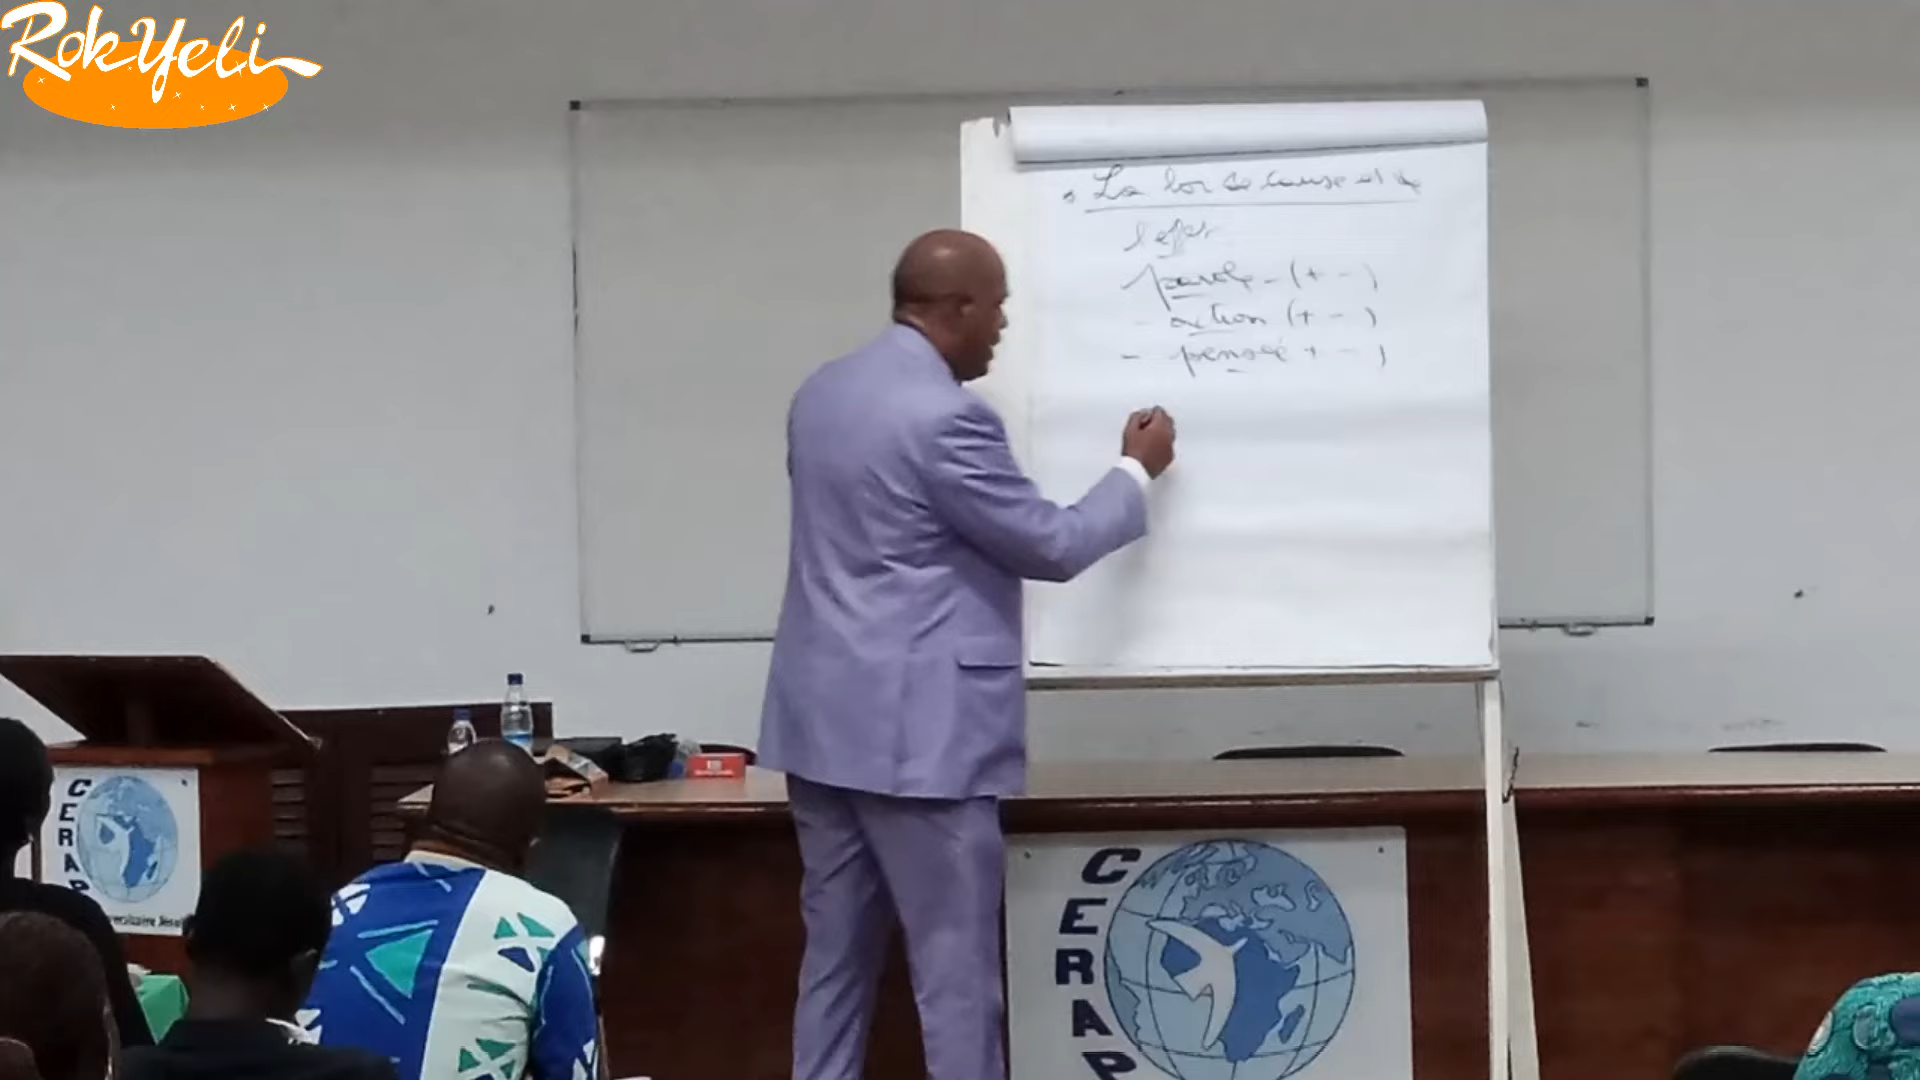 RokYeli
La loi de cause et de
l'effet
parole - (+ - )
- action (+ - )
- pensée + - )
CERAP
CERAP